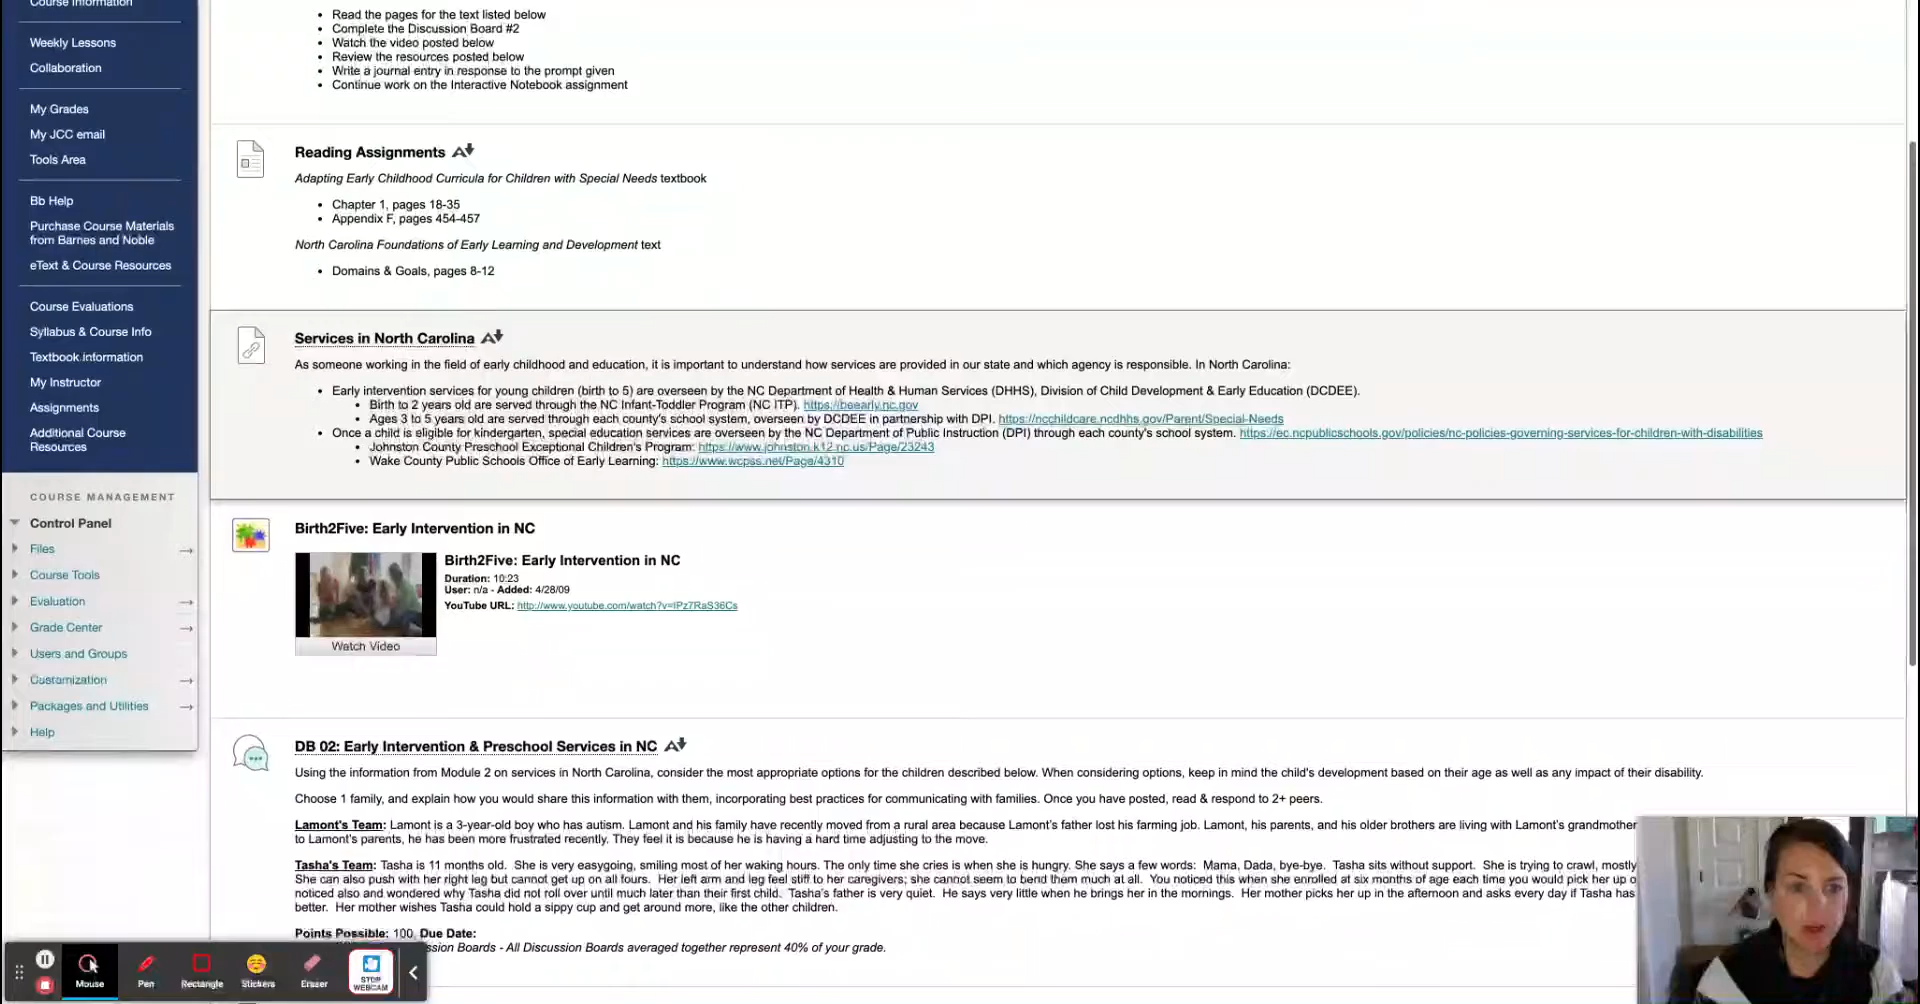 Course Information
Weekly Lessons
Collaboration
My Grades
My JCC email
Tools Area
Bb Help
Purchase Course Materials
from Barnes and Noble
eText & Course Resources
Course Evaluations
Syllabus & Course Info
Textbook information
My Instructor
Assignments
Additional Course
Resources
COURSE MANAGEMENT
Control Panel
Files
Course Tools
Evaluation
Grade Center
Users and Groups
Customization
Packages and Utilities
Help
• Read the pages for the text listed below
• Complete the Discussion Board #2
• Watch the video posted below
• Review the resources posted below
• Write a journal entry in response to the prompt given
• Continue work on the Interactive Notebook assignment
Reading Assignments
Adapting Early Childhood Curricula for Children with Special Needs textbook
• Chapter 1, pages 18-35
• Appendix F, pages 454-457
North Carolina Foundations of Early Learning and Development text
• Domains & Goals, pages 8-12
Services in North Carolina
As someone working in the field of early childhood and education, it is important to understand how services are provided in our state and which agency is responsible. In North Carolina:
• Early intervention services for young children (birth to 5) are overseen by the NC Department of Health & Human Services (DHHS), Division of Child Development & Early Education (DCDEE).
• Birth to 2 years old are served through the NC Infant-Toddler Program (NC ITP). https://beearly.nc.gov
• Ages 3 to 5 years old are served through each county's school system, overseen by DCDEE in partnership with DPI. https://ncchildcare.ncdhhs.gov/Parent/Special-Needs
• Once a child is eligible for kindergarten, special education services are overseen by the NC Department of Public Instruction (DPI) through each county's school system. https://ec.ncpublicschools.gov/policies/nc-policies-governing-services-for-children-with-disabilities
• Johnston County Preschool Exceptional Children's Program: https://www.johnston.k12.nc.us/Page/23243
• Wake County Public Schools Office of Early Learning: https://www.wcpss.net/Page/4310
Birth2Five: Early Intervention in NC
Birth2Five: Early Intervention in NC
Duration: 10:23
User: n/a - Added: 4/28/09
YouTube URL: http://www.youtube.com/watch?v=IPz7RaS36Cs
Watch Video
DB 02: Early Intervention & Preschool Services in NC
Using the information from Module 2 on services in North Carolina, consider the most appropriate options for the children described below. When considering options, keep in mind the child's development based on their age as well as any impact of their disability.
Choose 1 family, and explain how you would share this information with them, incorporating best practices for communicating with families. Once you have posted, read & respond to 2+ peers.
Lamont's Team: Lamont is a 3-year-old boy who has autism. Lamont and his family have recently moved from a rural area because Lamont's father lost his farming job. Lamont, his parents, and his older brothers are living with Lamont's grandmother
to Lamont's parents, he has been more frustrated recently. They feel it is because he is having a hard time adjusting to the move.
Tasha's Team: Tasha is 11 months old. She is very easygoing, smiling most of her waking hours. The only time she cries is when she is hungry. She says a few words: Mama, Dada, bye-bye. Tasha sits without support. She is trying to crawl, mostly
She can also push with her right leg but cannot get up on all fours. Her left arm and leg feel stiff to her caregivers; she cannot seem to bend them much at all. You noticed this when she enrolled at six months of age each time you would pick her up o
noticed also and wondered why Tasha did not roll over until much later than their first child. Tasha's father is very quiet. He says very little when he brings her in the mornings. Her mother picks her up in the afternoon and asks every day if Tasha has
better. Her mother wishes Tasha could hold a sippy cup and get around more, like the other children.
Points Possible: 100 Due Date:
ssion Boards - All Discussion Boards averaged together represent 40% of your grade.
Mouse
Pen
Rectangle
Stickers
Eraser
STOP
WEBCAM